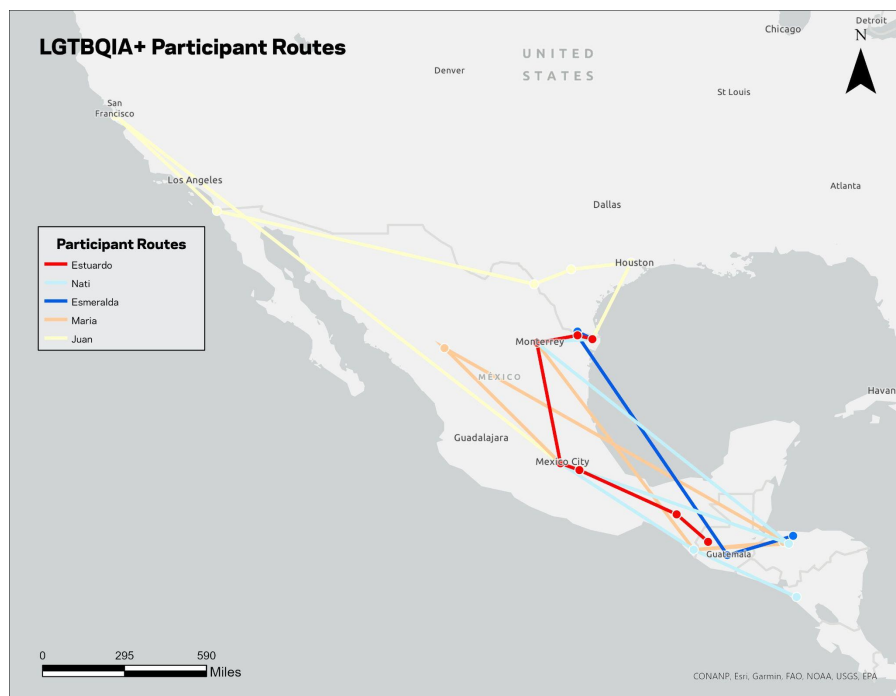 LGTBQIA+ Participant Routes
Detroit
Chicago
N
UNITED
STATES
Denver
St Louis
San
Francisco
Los Angeles
Atlanta
Dallas
Participant Routes
Estuardo
Nati
Esmeralda
Maria
Juan
Houston
Monterrey
MÉXICO
Havan
Guadalajara
Mexico City
Guatemala
0 295 590
Miles
CONANP, Esri, Garmin, FAO, NOAA, USGS, EPA